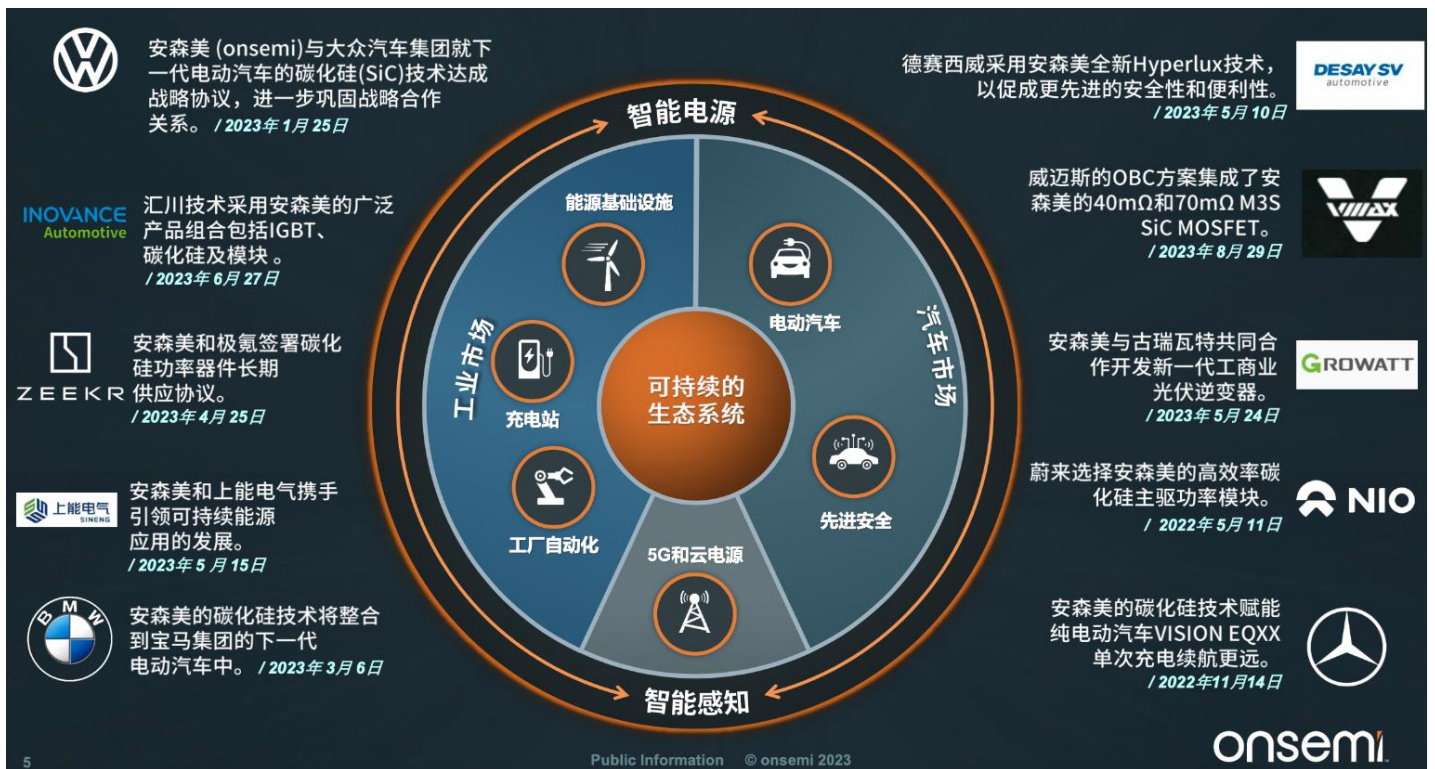 安森美 (onsemi)与大众汽车集团就下
一代电动汽车的碳化硅(SiC)技术达成
战略协议，进一步巩固战略合作
关系。 / 2023年 1月 25日
INOVANCE
Automotive
汇川技术采用安森美的广泛
产品组合包括IGBT、
碳化硅及模块 。
/ 2023年 6月 27日
ZEEKR
安森美和极氪签署碳化
硅功率器件长期
供应协议。
/ 2023年 4月 25日
上能电气
SINENG
安森美和上能电气携手
引领可持续能源
应用的发展。
/ 2023年 5 月 15日
BMW
安森美的碳化硅技术将整合
到宝马集团的下一代
电动汽车中。 / 2023年 3月 6日
智能电源
能源基础设施
电动汽车
工业市场
汽车市场
充电站
可持续的
生态系统
工厂自动化
先进安全
5G和云电源
智能感知
德赛西威采用安森美全新Hyperlux技术，
以促成更先进的安全性和便利性。
/ 2023年 5月 10日
DESAY SV
automotive
威迈斯的OBC方案集成了安
森美的40mΩ和70mΩ M3S
SiC MOSFET。
/ 2023年 8月 29日
VMAX
安森美与古瑞瓦特共同合
作开发新一代工商业
光伏逆变器。
/ 2023年 5月 24日
GROWATT
蔚来选择安森美的高效率碳
化硅主驱功率模块。
/ 2022年 5月 11日
NIO
安森美的碳化硅技术赋能
纯电动汽车VISION EQXX
单次充电续航更远。
/ 2022年11月14日
onsemi
5
Public Information © onsemi 2023